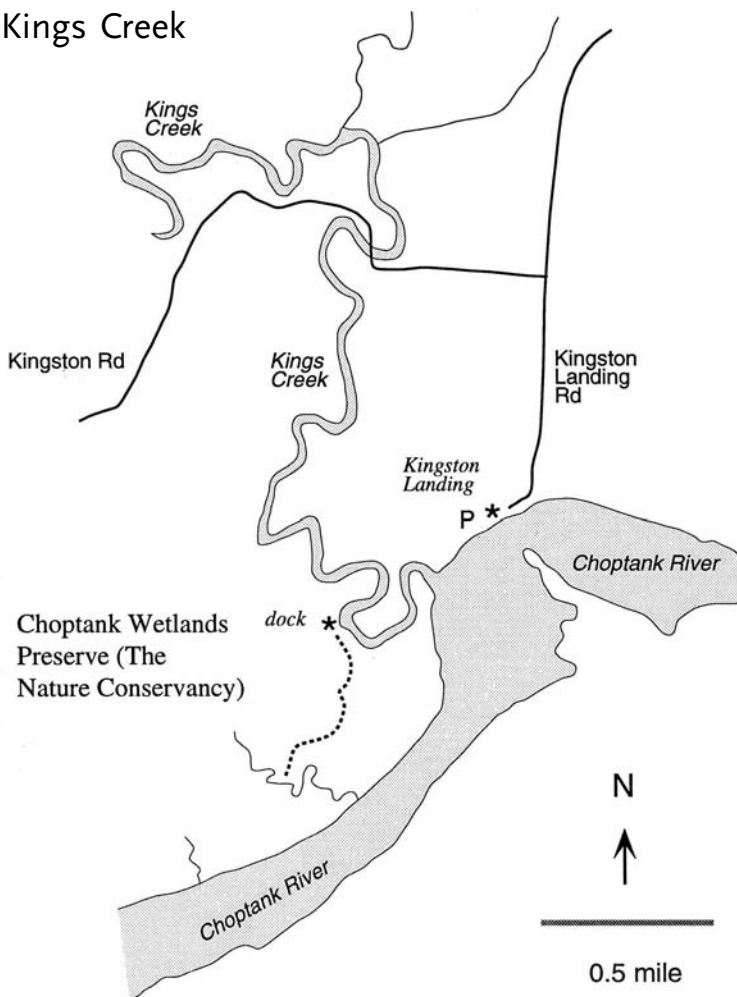 Kings Creek
Kings
Creek
Kingston Rd
Kings
Creek
Kingston
Landing
Rd
Kingston
Landing
P *
Choptank River
dock *
Choptank Wetlands
Preserve (The
Nature Conservancy)
N
Choptank River
0.5 mile